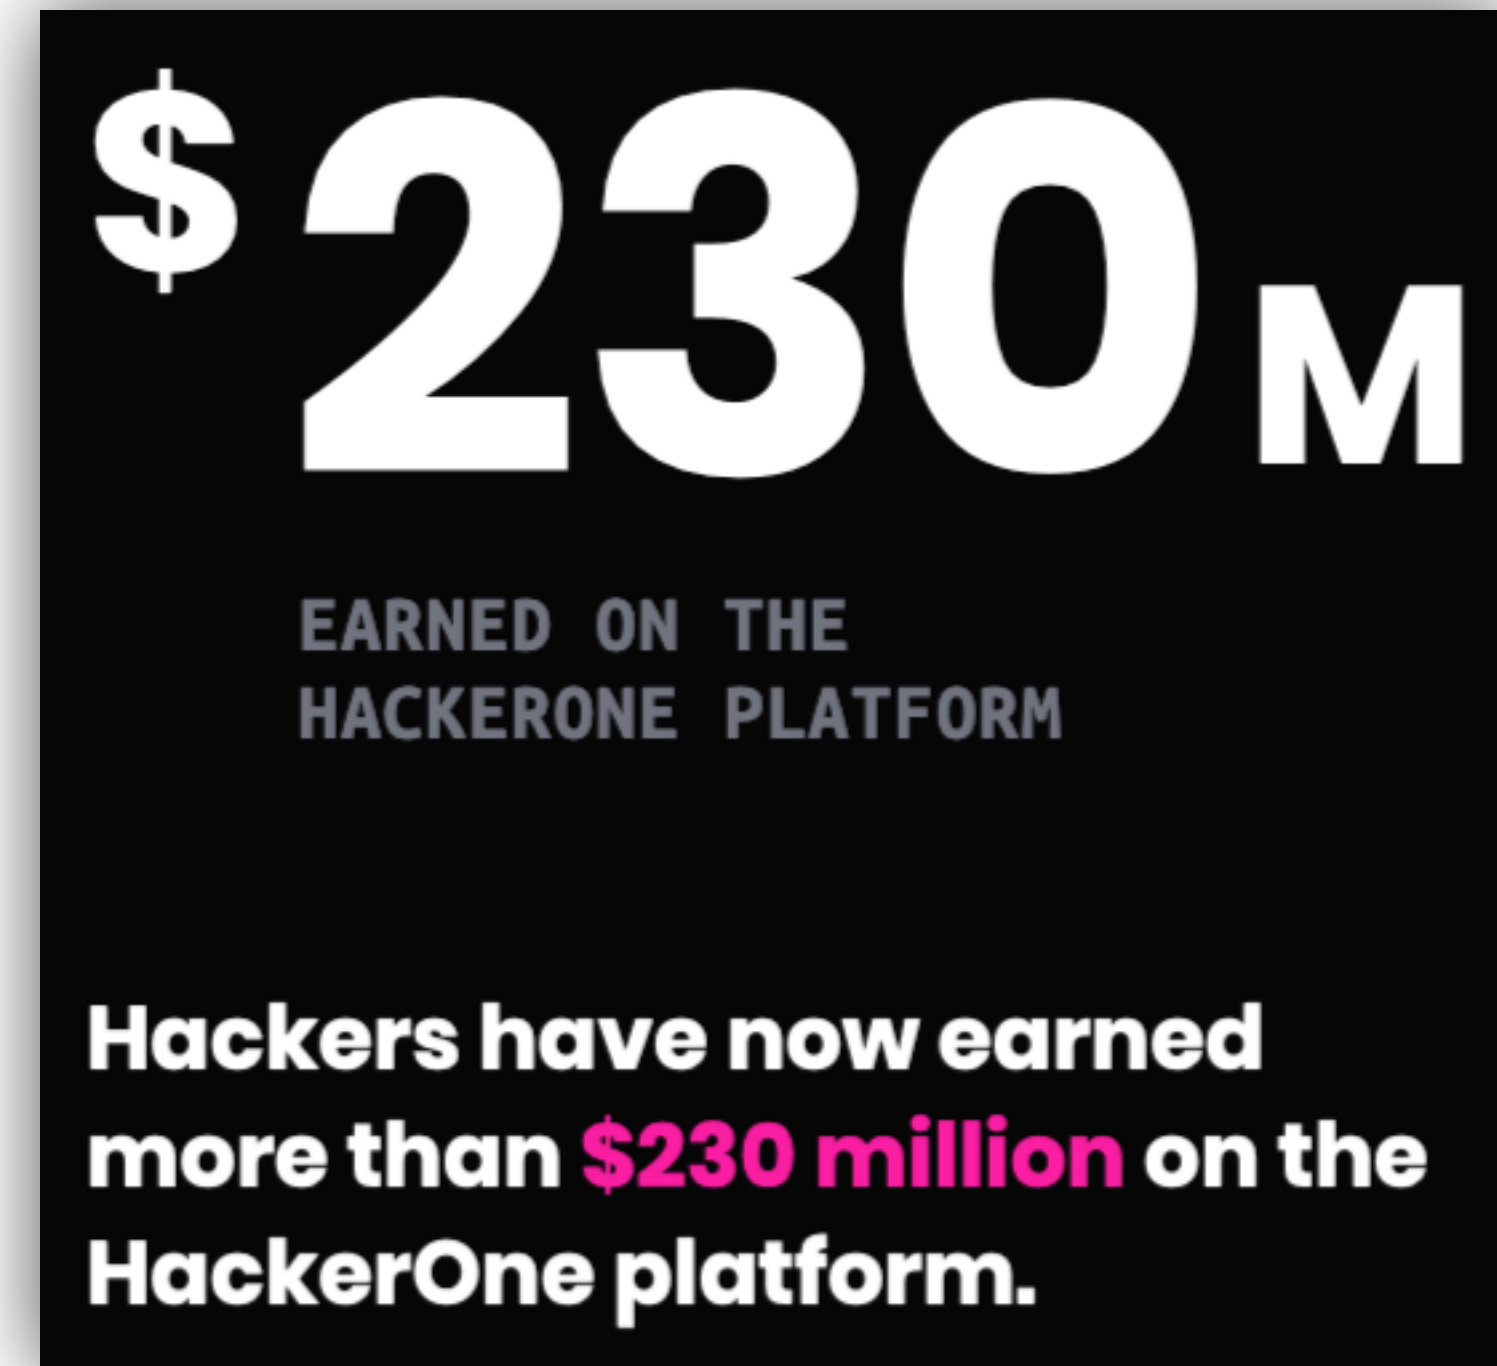 $230M
EARNED ON THE
HACKERONE PLATFORM
Hackers have now earned
more than $230 million on the
HackerOne platform.